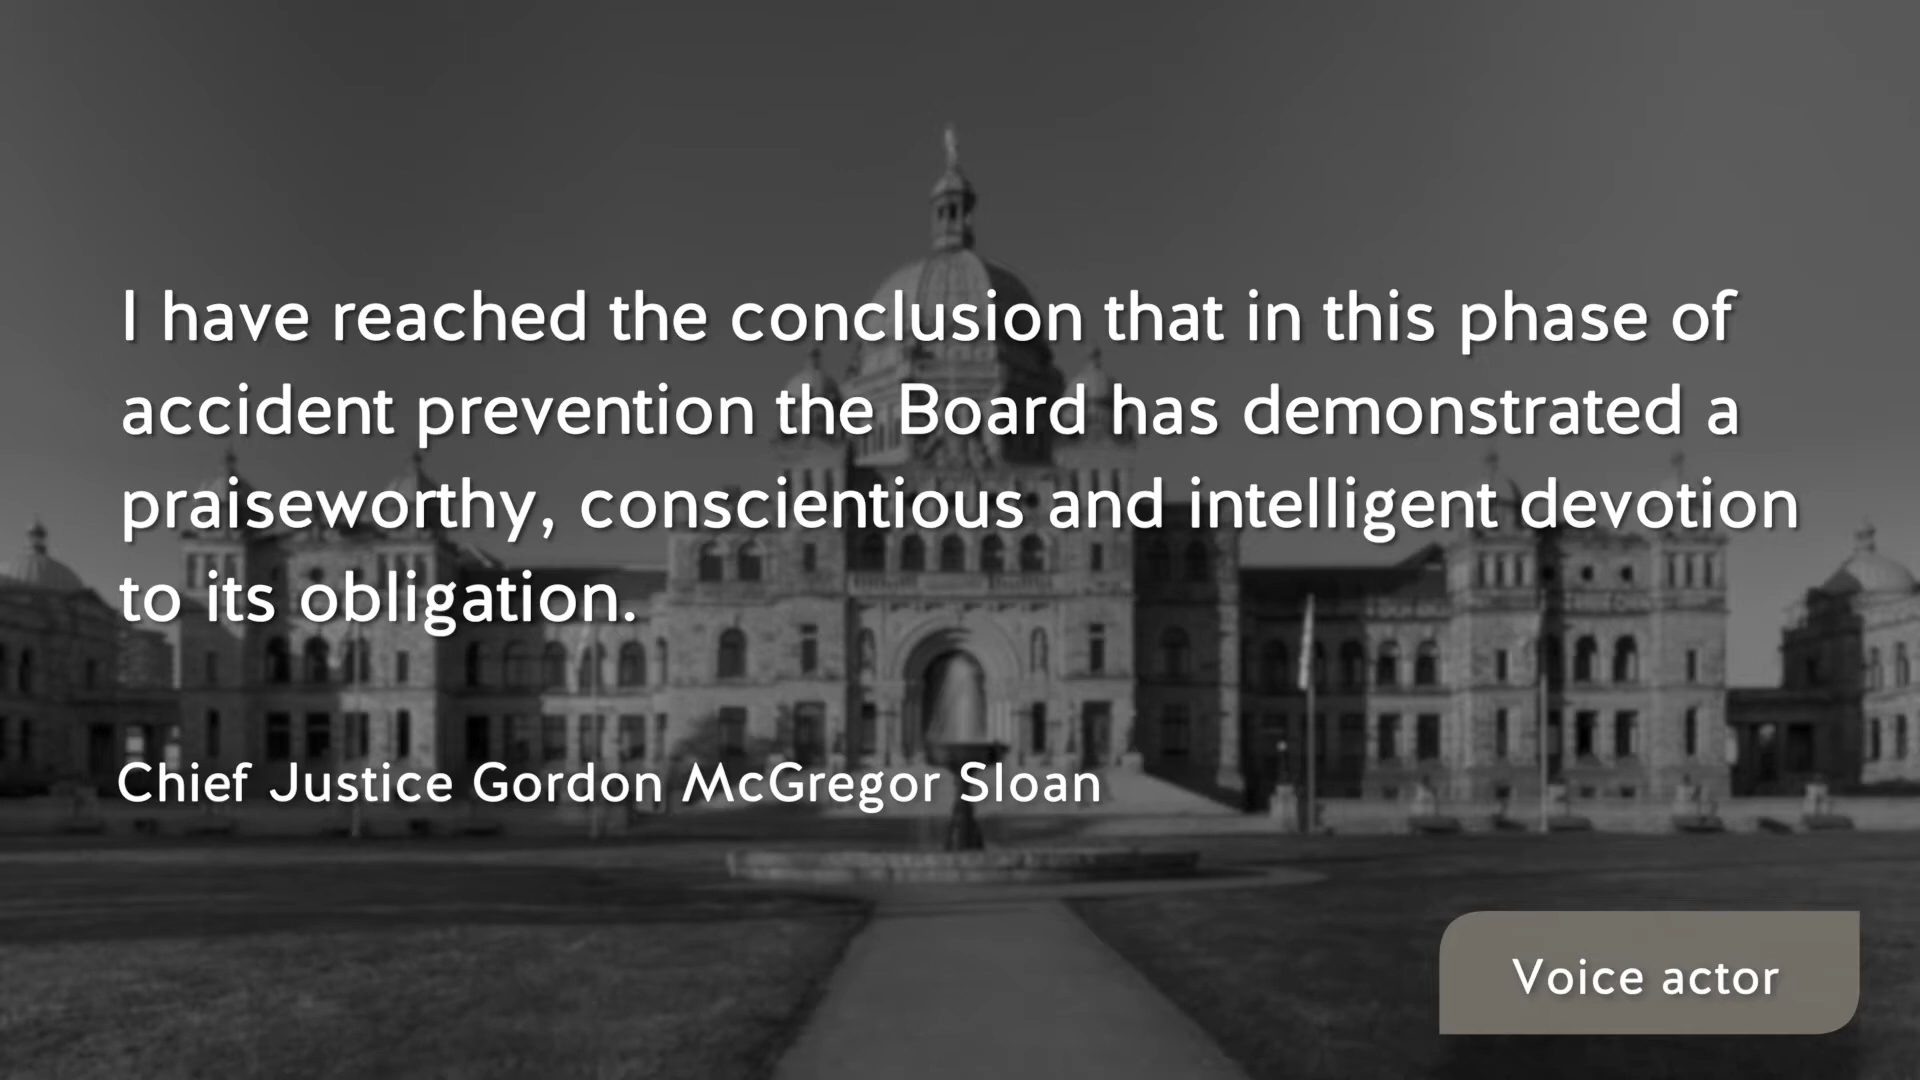 I have reached the conclusion that in this phase of
accident prevention the Board has demonstrated a
praiseworthy, conscientious and intelligent devotion
to its obligation.
Chief Justice Gordon McGregor Sloan
Voice actor